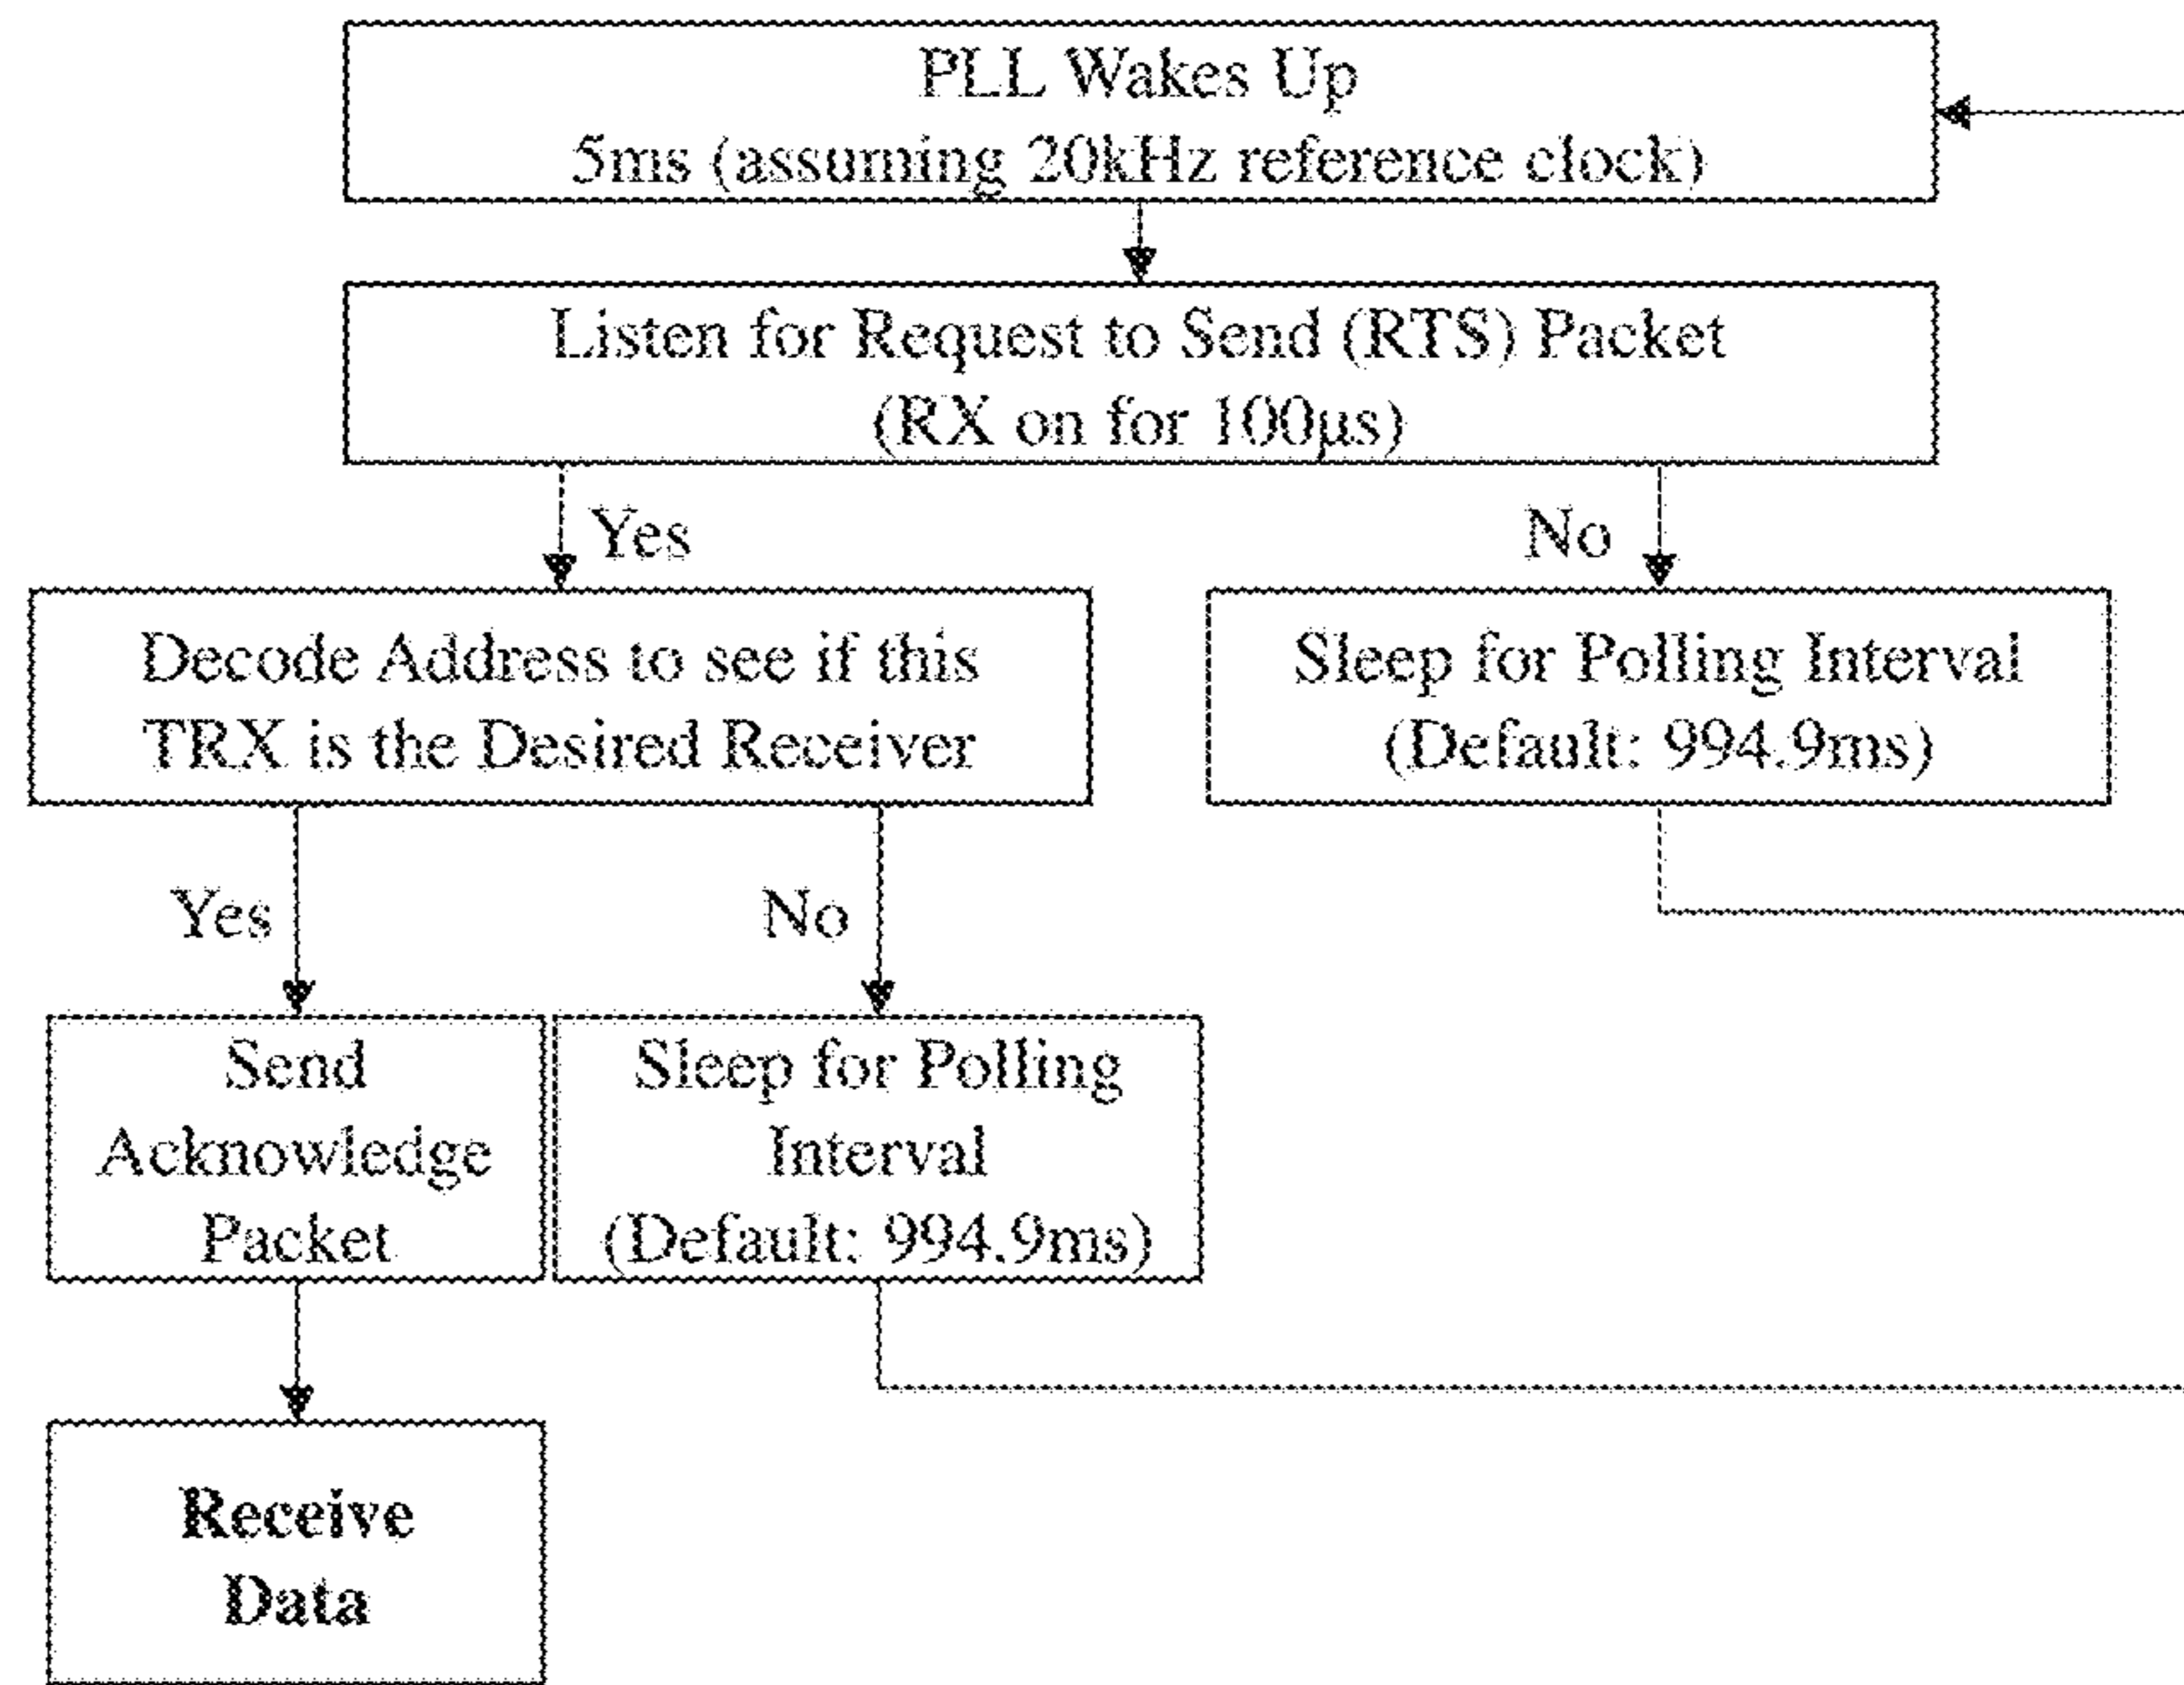 PLL Wakes Up
5ms (assuming 20kHz reference clock)
Listen for Request to Send (RTS) Packet
(RX on for 100µs)
Yes
No
Decode Address to see if this
TRX is the Desired Receiver
Sleep for Polling Interval
(Default: 994.9ms)
Yes
No
Send
Acknowledge
Packet
Sleep for Polling
Interval
(Default: 994.9ms)
Receive
Data